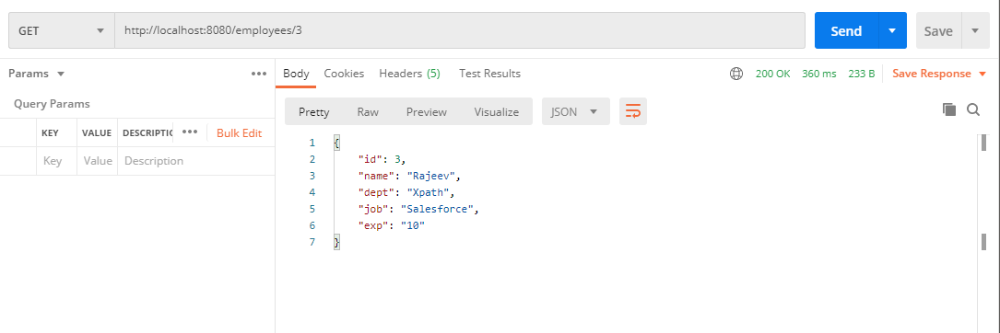 GET http://localhost:8080/employees/3 Send Save
Params ••• Body Cookies Headers (5) Test Results 200 OK 360 ms 233 B Save Response
Query Params Pretty Raw Preview Visualize JSON
KEY VALUE DESCRIPTIC ••• Bulk Edit
Key Value Description
1 {
2 "id": 3,
3 "name": "Rajeev",
4 "dept": "Xpath",
5 "job": "Salesforce",
6 "exp": "10"
7 }